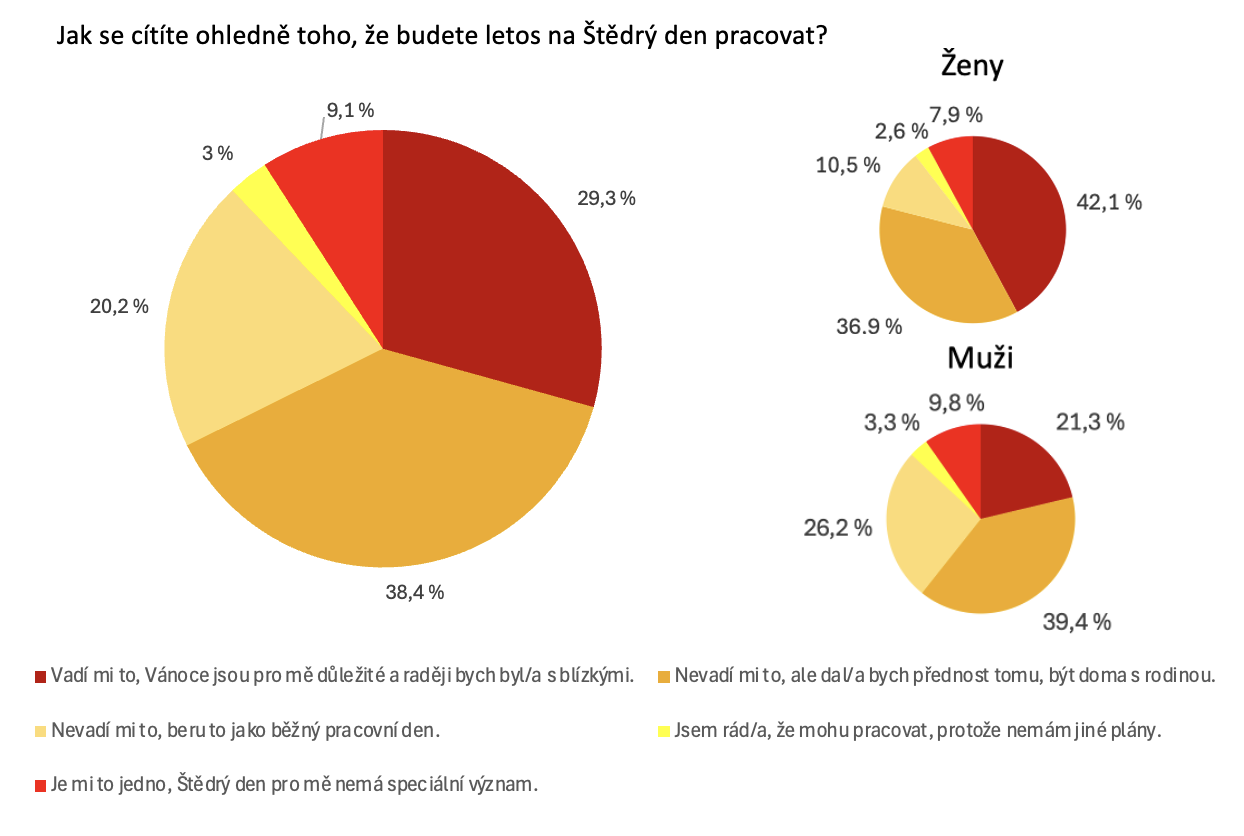 Jak se cítíte ohledně toho, že budete letos na Štědrý den pracovat?
9,1 %
3 %
29,3 %
20,2 %
38,4 %
Ženy
7,9 %
2,6 %
10,5 %
42,1 %
36.9 %
Muži
9,8 %
3,3 %
21,3 %
26,2 %
39,4 %
Vadí mi to, Vánoce jsou pro mě důležité a raději bych byl/a s blízkými.
Nevadí mi to, ale dal/a bych přednost tomu, být doma s rodinou.
Nevadí mi to, beru to jako běžný pracovní den.
Jsem rád/a, že mohu pracovat, protože nemám jiné plány.
Je mi to jedno, Štědrý den pro mě nemá speciální význam.